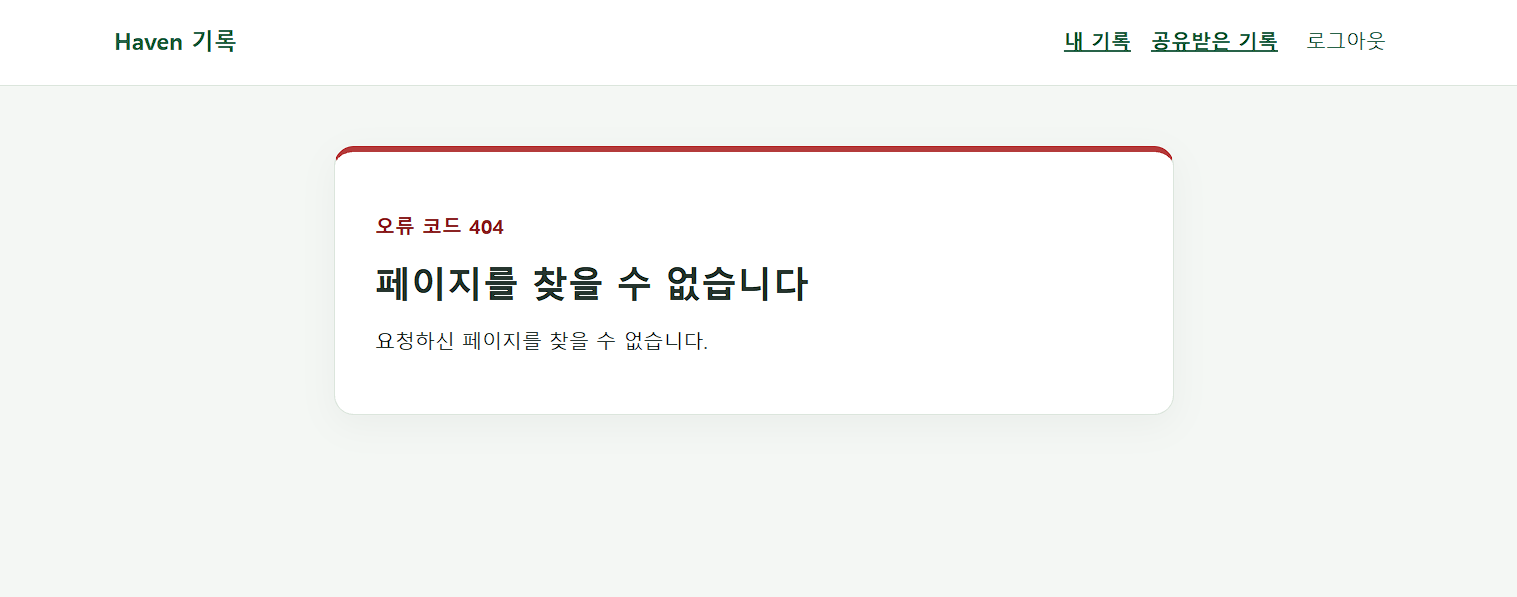 Haven 기록
내 기록 공유받은 기록 로그아웃
오류 코드 404
페이지를 찾을 수 없습니다
요청하신 페이지를 찾을 수 없습니다.